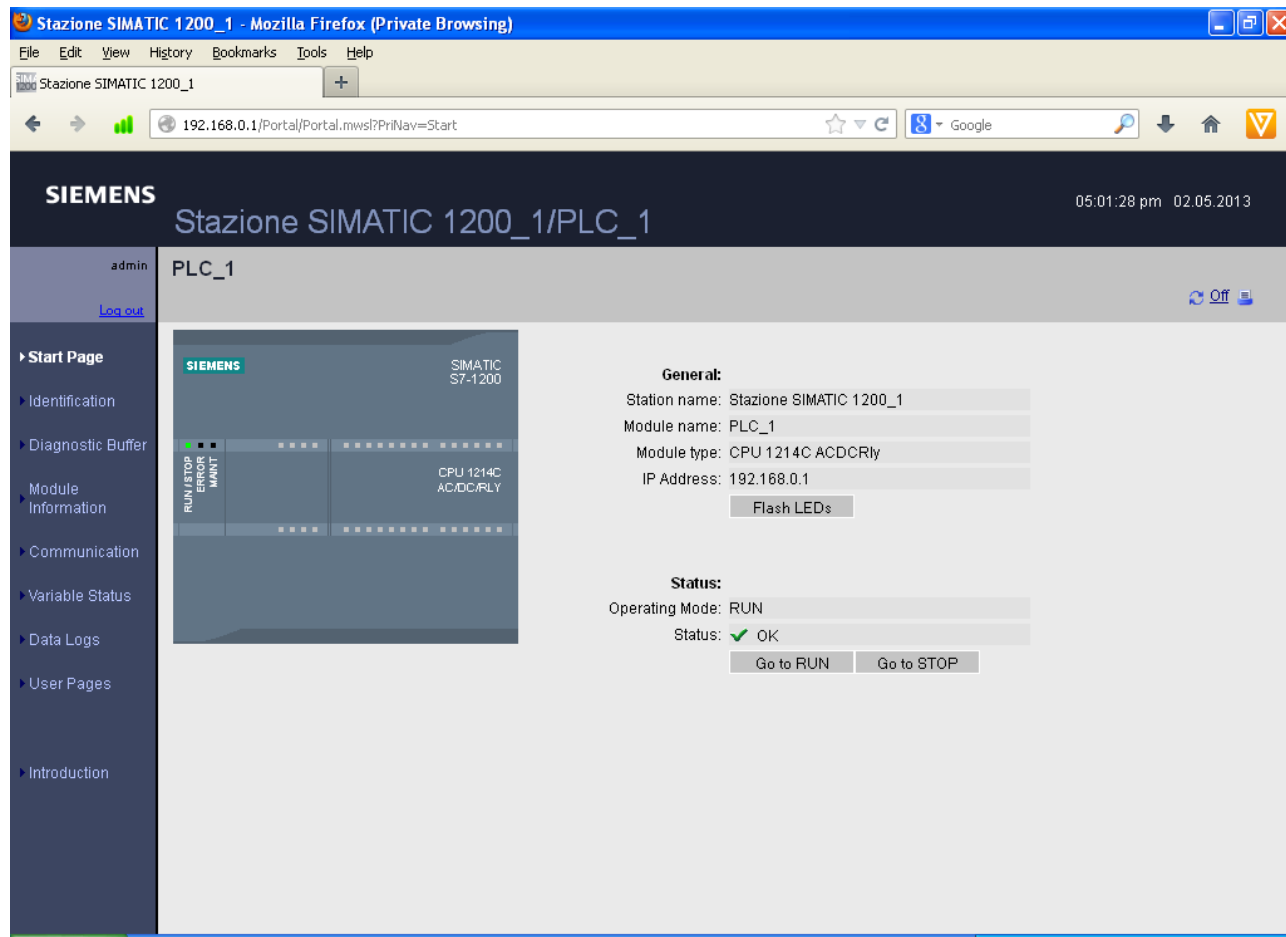 Stazione SIMATIC 1200_1 - Mozilla Firefox (Private Browsing)
File Edit View History Bookmarks Tools Help
Stazione SIMATIC 1200_1 +
192.168.0.1/Portal/Portal.mwsl?PriNav=Start Google
SIEMENS
Stazione SIMATIC 1200_1/PLC_1
05:01:28 pm 02.05.2013
admin
Log out
PLC_1
Off
Start Page
Identification
Diagnostic Buffer
Module
Information
Communication
Variable Status
Data Logs
User Pages
Introduction
SIEMENS
SIMATIC
S7-1200
RUN / STOP
ERROR
MAINT
CPU 1214C
AC/DC/RLY
General:
Station name: Stazione SIMATIC 1200_1
Module name: PLC_1
Module type: CPU 1214C ACDCRly
IP Address: 192.168.0.1
Flash LEDs
Status:
Operating Mode: RUN
Status: OK
Go to RUN Go to STOP